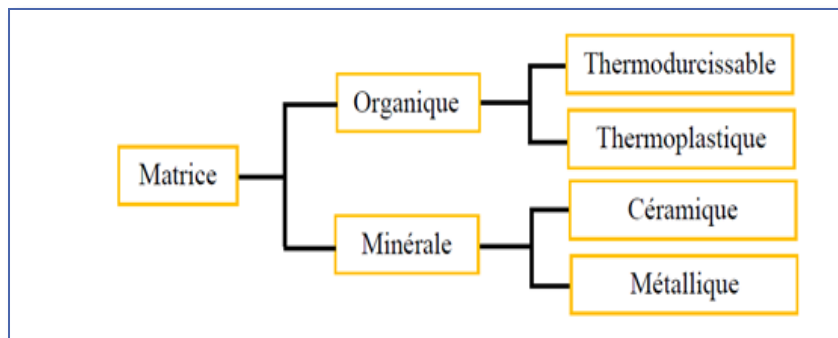 Matrice
Organique
Thermodurcissable
Thermoplastique
Minérale
Céramique
Métallique